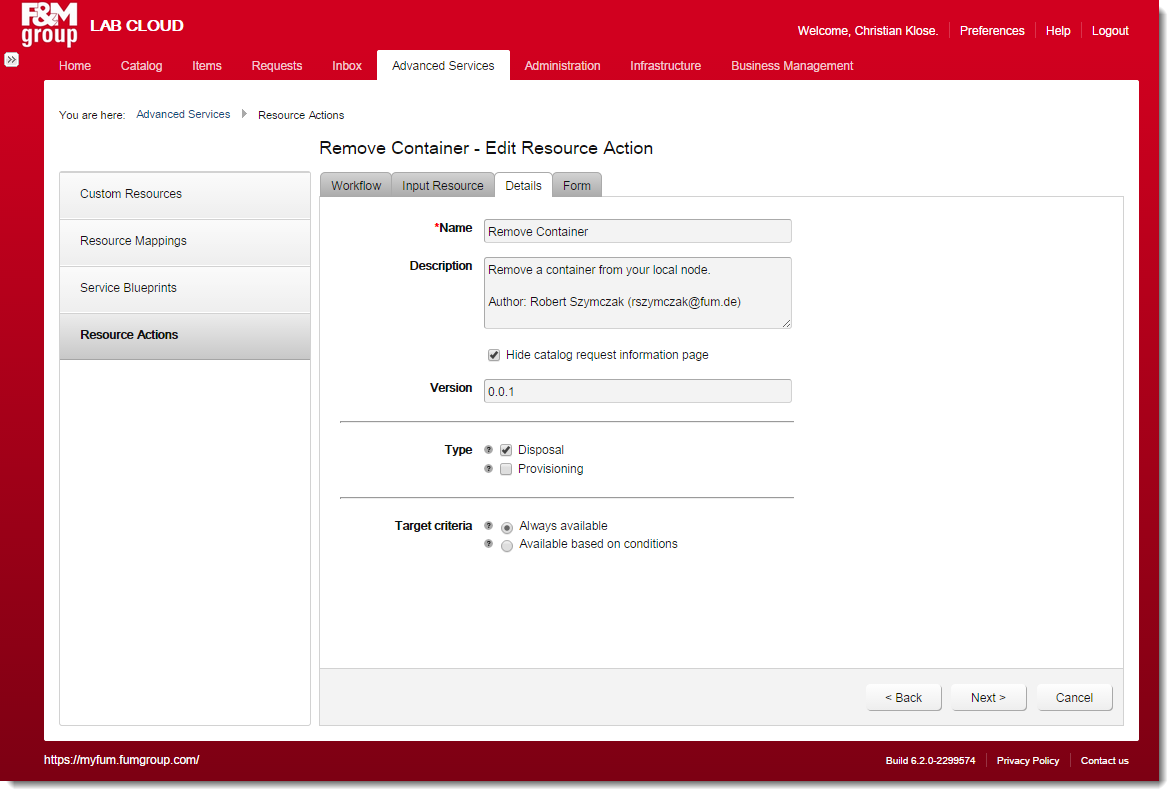 F&M
group
LAB CLOUD
Welcome, Christian Klose. Preferences Help Logout
Home Catalog Items Requests Inbox Advanced Services Administration Infrastructure Business Management
You are here: Advanced Services Resource Actions
Remove Container - Edit Resource Action
Custom Resources
Resource Mappings
Service Blueprints
Resource Actions
Workflow Input Resource Details Form
*Name Remove Container
Description Remove a container from your local node.
Author: Robert Szymczak (rszymczak@fum.de)
Hide catalog request information page
Version 0.0.1
Type ? Disposal
? Provisioning
Target criteria ? Always available
? Available based on conditions
< Back Next > Cancel
https://myfum.fumgroup.com/ Build 6.2.0-2299574 Privacy Policy Contact us